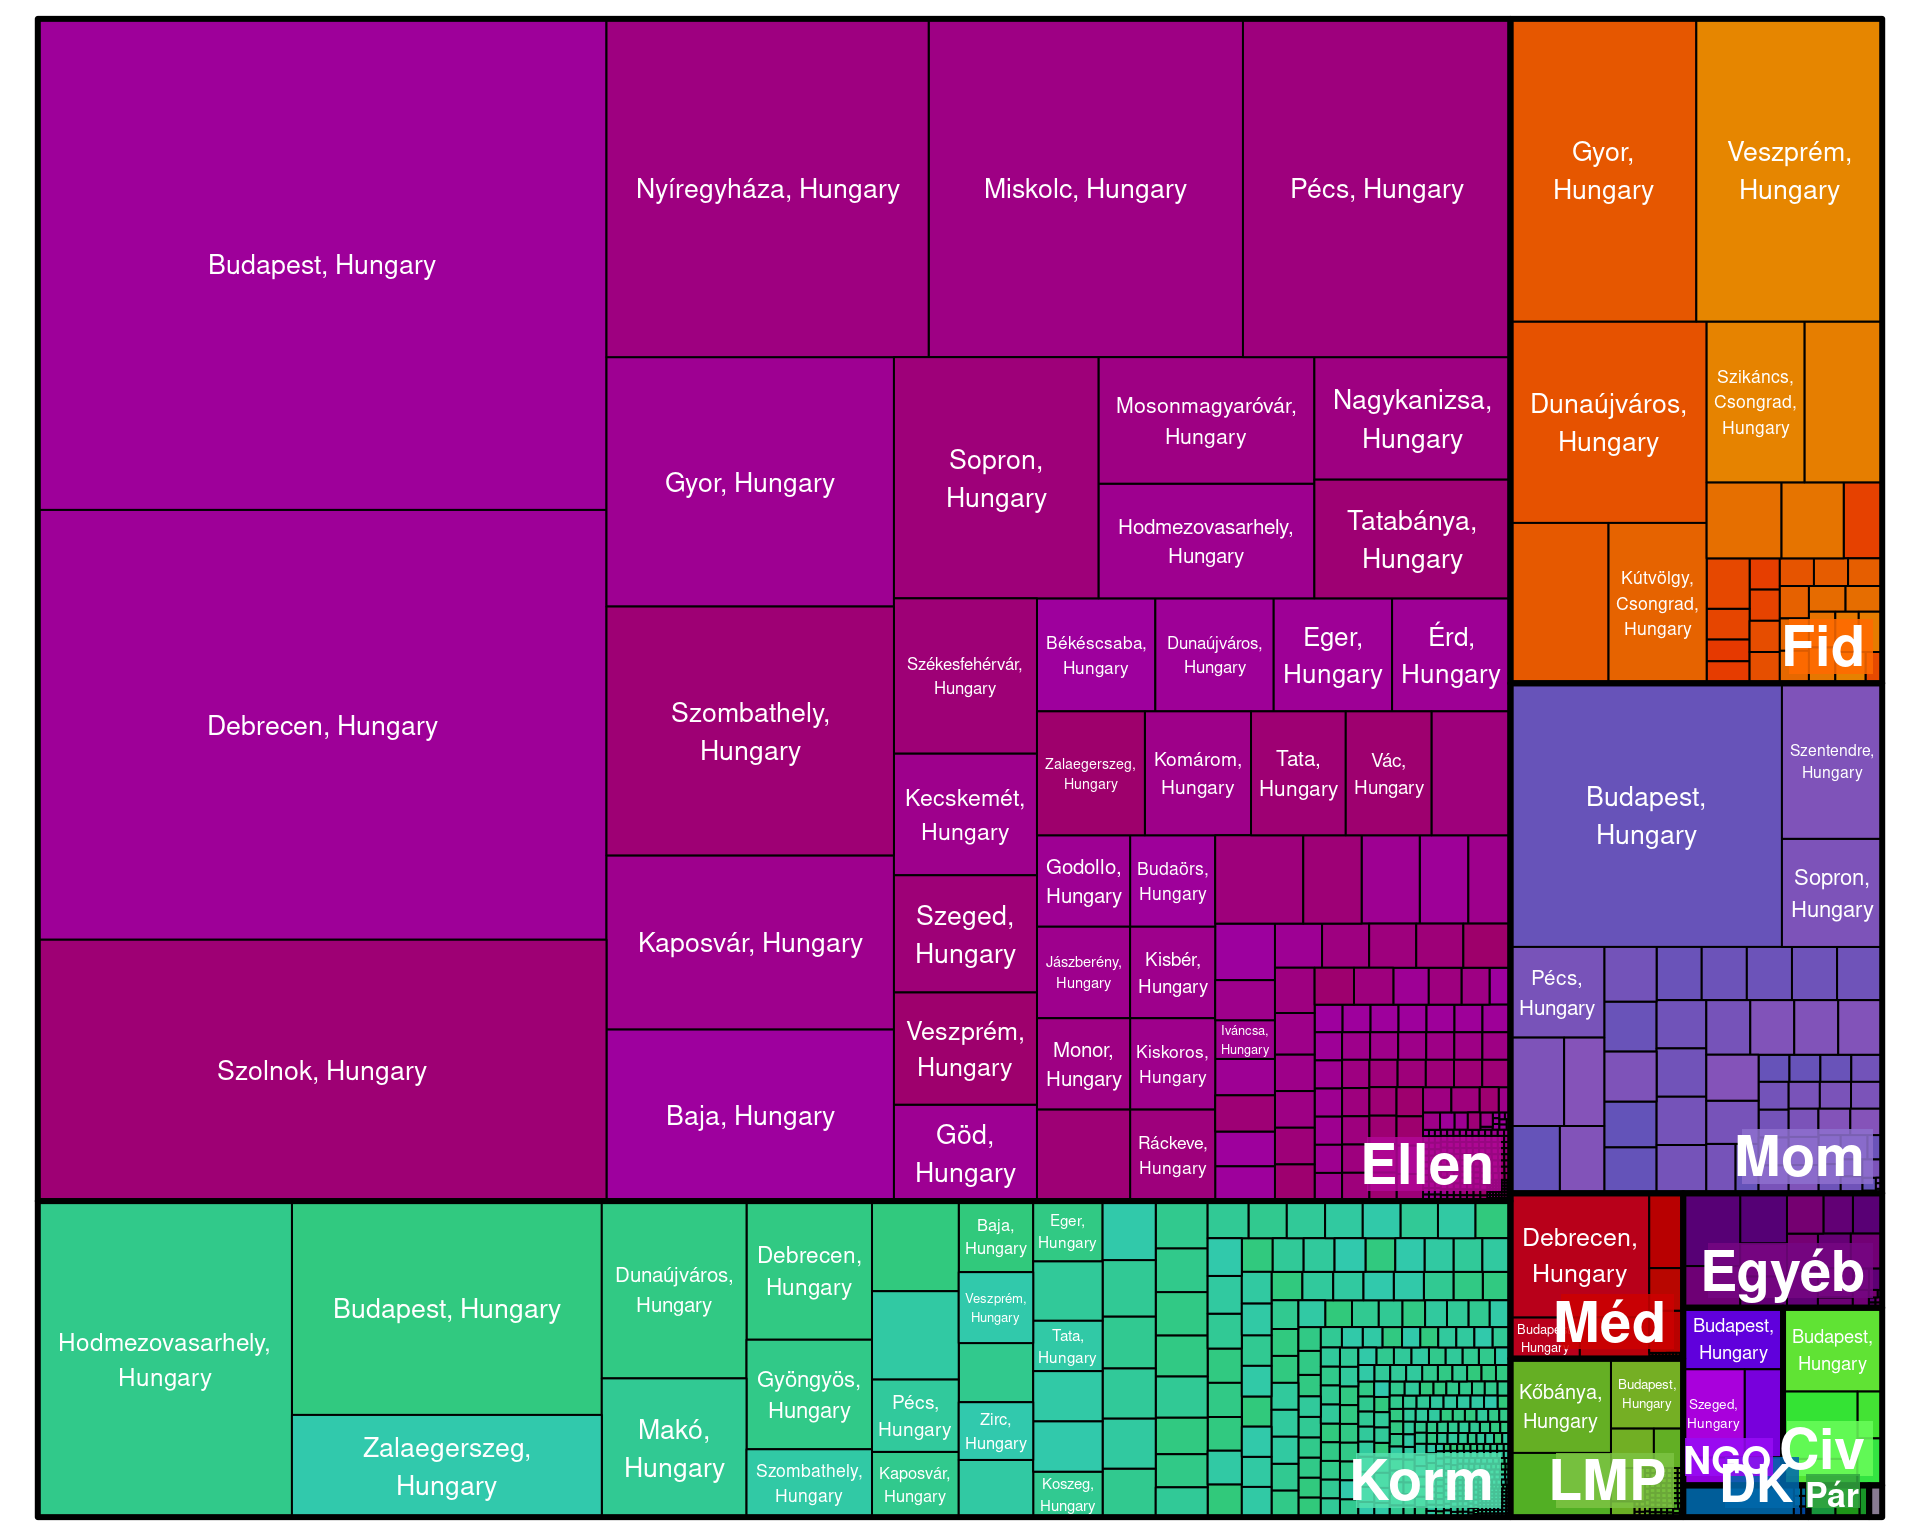 Budapest, Hungary
Debrecen, Hungary
Szolnok, Hungary
Nyíregyháza, Hungary
Miskolc, Hungary
Pécs, Hungary
Gyor, Hungary
Szombathely,
Hungary
Kaposvár, Hungary
Baja, Hungary
Sopron,
Hungary
Mosonmagyaróvár,
Hungary
Hodmezovasarhely,
Hungary
Nagykanizsa,
Hungary
Tatabánya,
Hungary
Székesfehérvár,
Hungary
Kecskemét,
Hungary
Szeged,
Hungary
Veszprém,
Hungary
Göd,
Hungary
Békéscsaba,
Hungary
Dunaújváros,
Hungary
Eger,
Hungary
Érd,
Hungary
Zalaegerszeg,
Hungary
Komárom,
Hungary
Tata,
Hungary
Vác,
Hungary
Godollo,
Hungary
Budaörs,
Hungary
Jászberény,
Hungary
Kisbér,
Hungary
Monor,
Hungary
Kiskoros,
Hungary
Ráckeve,
Hungary
Iváncsa,
Hungary
Ellen
Hodmezovasarhely,
Hungary
Budapest, Hungary
Zalaegerszeg,
Hungary
Dunaújváros,
Hungary
Makó,
Hungary
Debrecen,
Hungary
Gyöngyös,
Hungary
Szombathely,
Hungary
Pécs,
Hungary
Kaposvár,
Hungary
Baja,
Hungary
Veszprém,
Hungary
Zirc,
Hungary
Eger,
Hungary
Tata,
Hungary
Koszeg,
Hungary
Korm
Gyor,
Hungary
Veszprém,
Hungary
Dunaújváros,
Hungary
Szikáncs,
Csongrad,
Hungary
Kútvölgy,
Csongrad,
Hungary
Fid
Budapest,
Hungary
Szentendre,
Hungary
Sopron,
Hungary
Pécs,
Hungary
Mom
Debrecen,
Hungary
Budapest,
Hungary
Méd
Egyéb
Kőbánya,
Hungary
Budapest,
Hungary
LMP
Budapest,
Hungary
Szeged,
Hungary
NGO
Budapest,
Hungary
Civ
DK
Pár